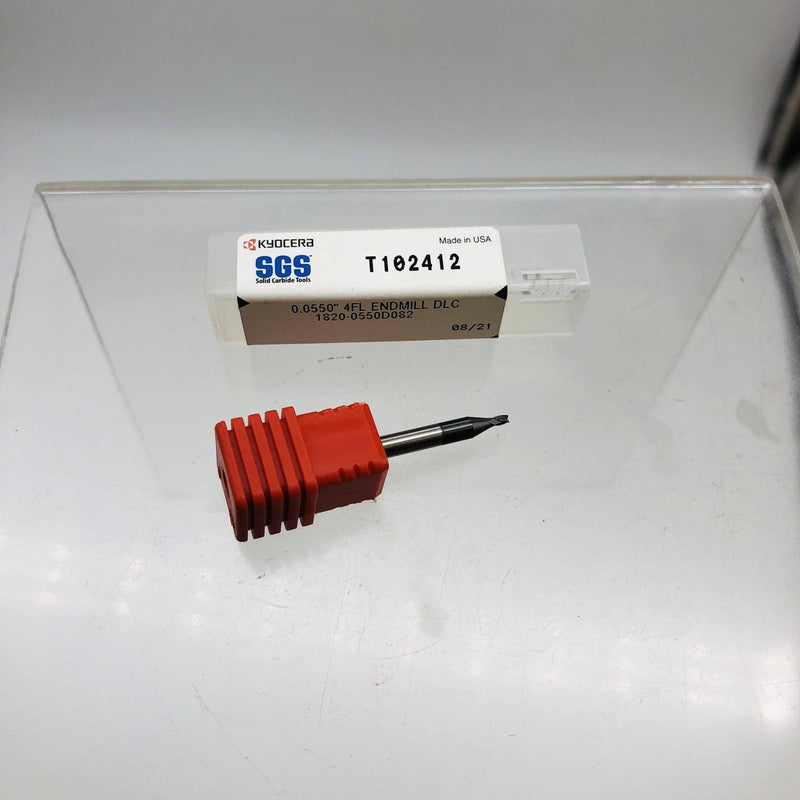 KYOCERA
Made in USA
SGS
Solid Carbide Tools
T102412
0.0550" 4FL ENDMILL DLC
1820-0550D082
08/21